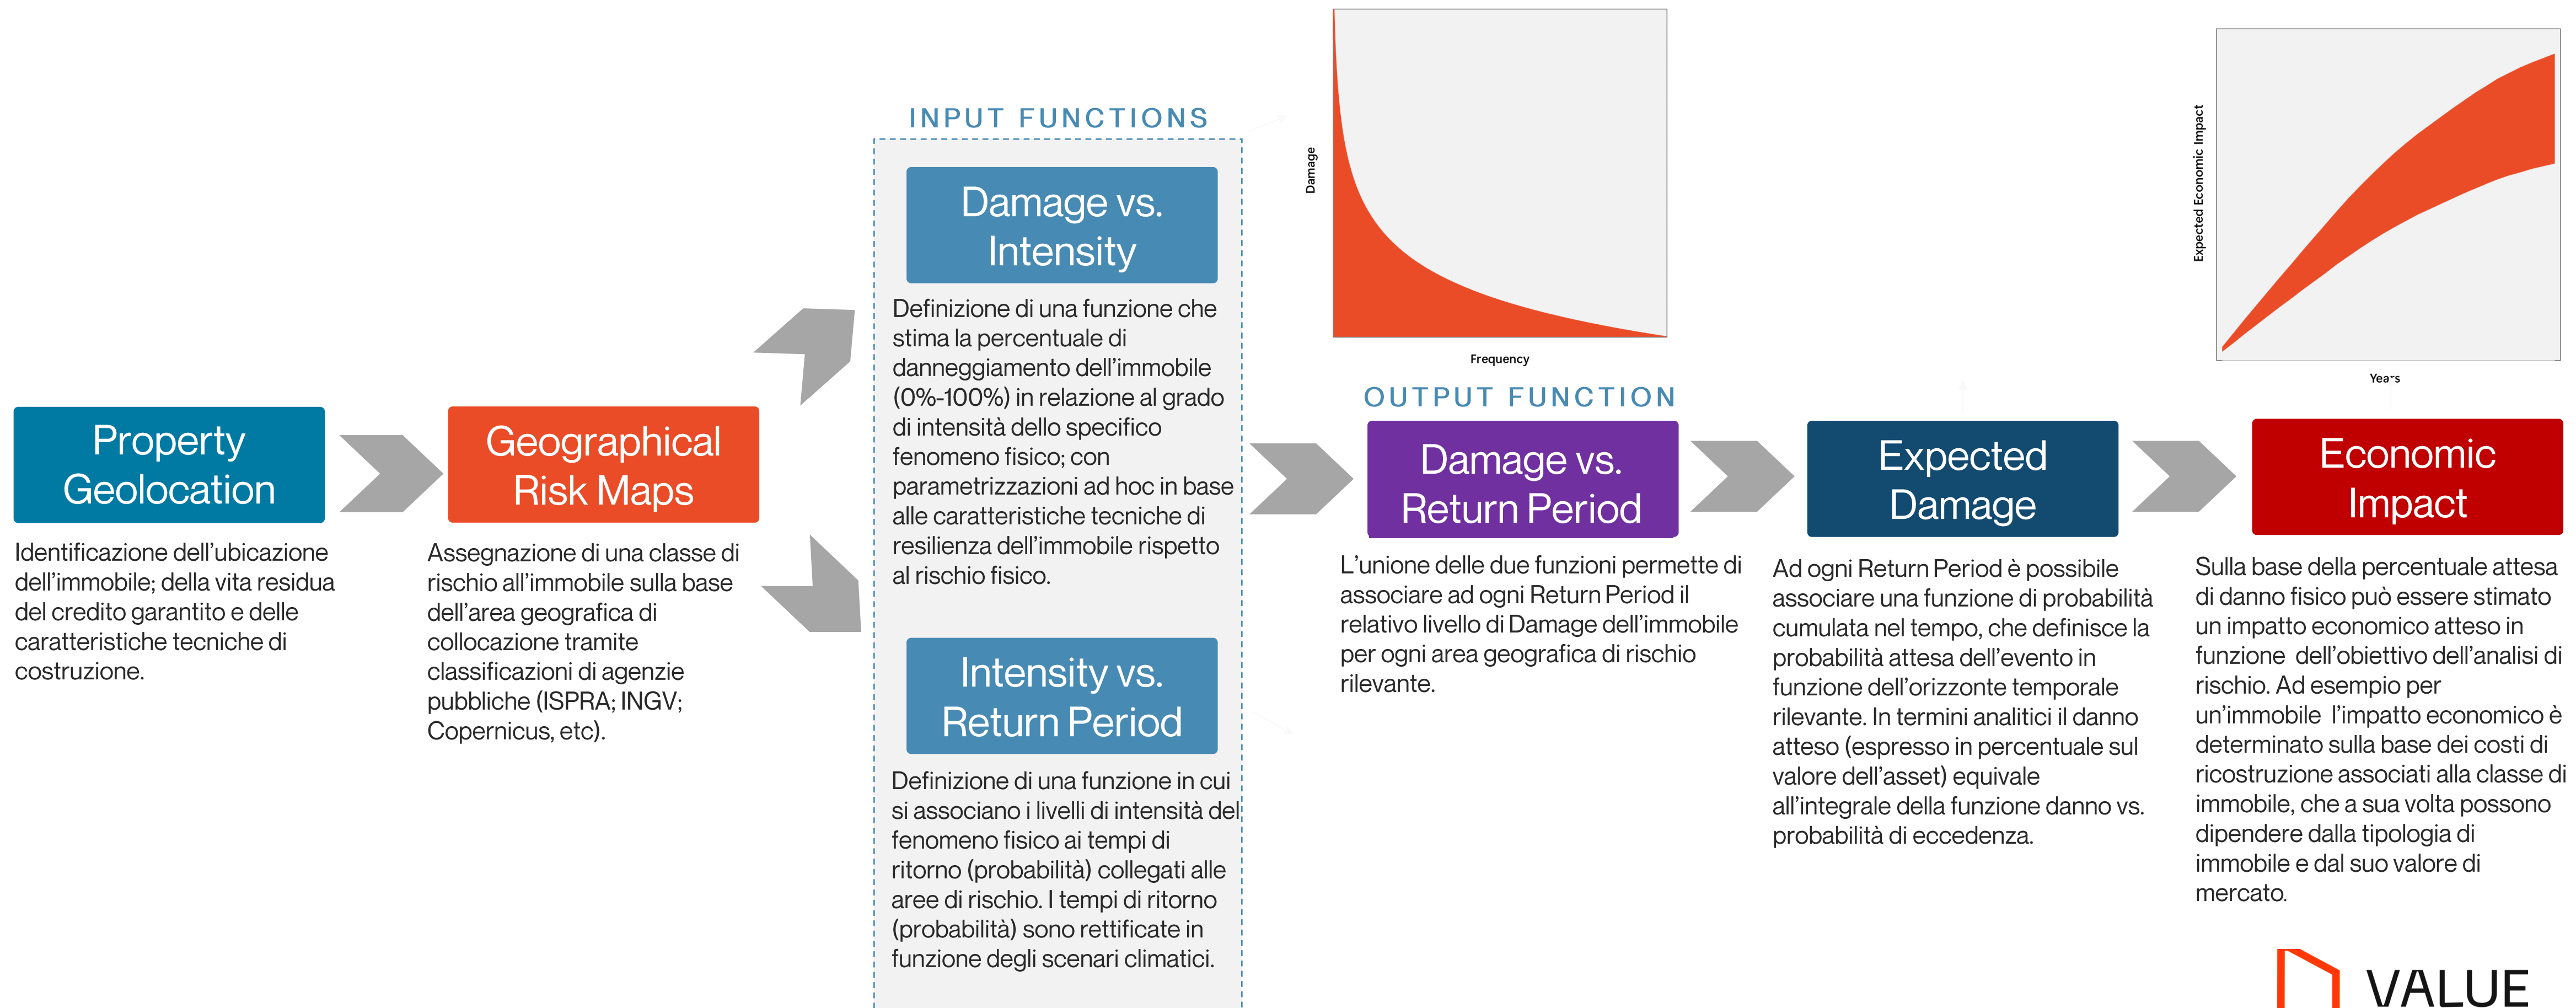 Property
Geolocation
Identificazione dell'ubicazione
dell'immobile; della vita residua
del credito garantito e delle
caratteristiche tecniche di
costruzione.
Geographical
Risk Maps
Assegnazione di una classe di
rischio all'immobile sulla base
dell'area geografica di
collocazione tramite
classificazioni di agenzie
pubbliche (ISPRA; INGV;
Copernicus, etc).
INPUT FUNCTIONS
Damage vs.
Intensity
Definizione di una funzione che
stima la percentuale di
danneggiamento dell'immobile
(0%-100%) in relazione al grado
di intensità dello specifico
fenomeno fisico; con
parametrizzazioni ad hoc in base
alle caratteristiche tecniche di
resilienza dell'immobile rispetto
al rischio fisico.
Intensity vs.
Return Period
Definizione di una funzione in cui
si associano i livelli di intensità del
fenomeno fisico ai tempi di
ritorno (probabilità) collegati alle
aree di rischio. I tempi di ritorno
(probabilità) sono rettificate in
funzione degli scenari climatici.
Damage
Frequency
OUTPUT FUNCTION
Damage vs.
Return Period
L'unione delle due funzioni permette di
associare ad ogni Return Period il
relativo livello di Damage dell'immobile
per ogni area geografica di rischio
rilevante.
Expected
Damage
Ad ogni Return Period è possibile
associare una funzione di probabilità
cumulata nel tempo, che definisce la
probabilità attesa dell'evento in
funzione dell'orizzonte temporale
rilevante. In termini analitici il danno
atteso (espresso in percentuale sul
valore dell'asset) equivale
all'integrale della funzione danno vs.
probabilità di eccedenza.
Expected Economic Impact
Years
Economic
Impact
Sulla base della percentuale attesa
di danno fisico può essere stimato
un impatto economico atteso in
funzione dell'obiettivo dell'analisi di
rischio. Ad esempio per
un'immobile l'impatto economico è
determinato sulla base dei costi di
ricostruzione associati alla classe di
immobile, che a sua volta possono
dipendere dalla tipologia di
immobile e dal suo valore di
mercato.
VALUE